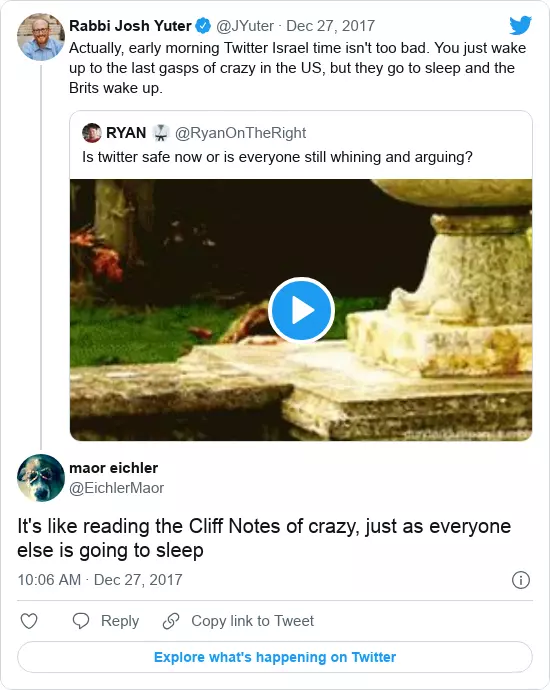 Rabbi Josh Yuter @JYuter · Dec 27, 2017
Actually, early morning Twitter Israel time isn't too bad. You just wake
up to the last gasps of crazy in the US, but they go to sleep and the
Brits wake up.
RYAN @RyanOnTheRight
Is twitter safe now or is everyone still whining and arguing?
maor eichler
@EichlerMaor
It's like reading the Cliff Notes of crazy, just as everyone
else is going to sleep
10:06 AM · Dec 27, 2017
Reply
Copy link to Tweet
Explore what's happening on Twitter